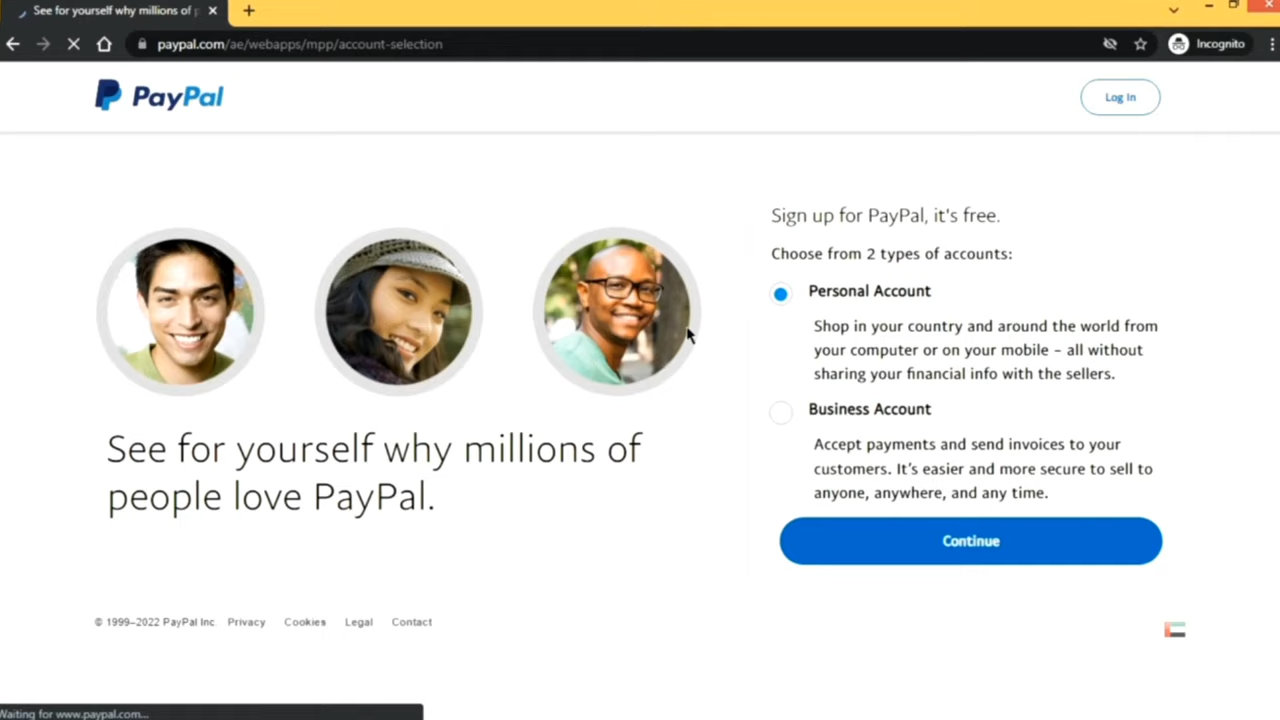 See for yourself why millions of p
paypal.com/ae/webapps/mpp/account-selection
Incognito
PayPal
Log In
Sign up for PayPal, it's free.
Choose from 2 types of accounts:
Personal Account
Shop in your country and around the world from
your computer or on your mobile – all without
sharing your financial info with the sellers.
Business Account
Accept payments and send invoices to your
customers. It's easier and more secure to sell to
anyone, anywhere, and any time.
Continue
See for yourself why millions of
people love PayPal.
© 1999–2022 PayPal Inc. Privacy Cookies Legal Contact
Waiting for www.paypal.com...